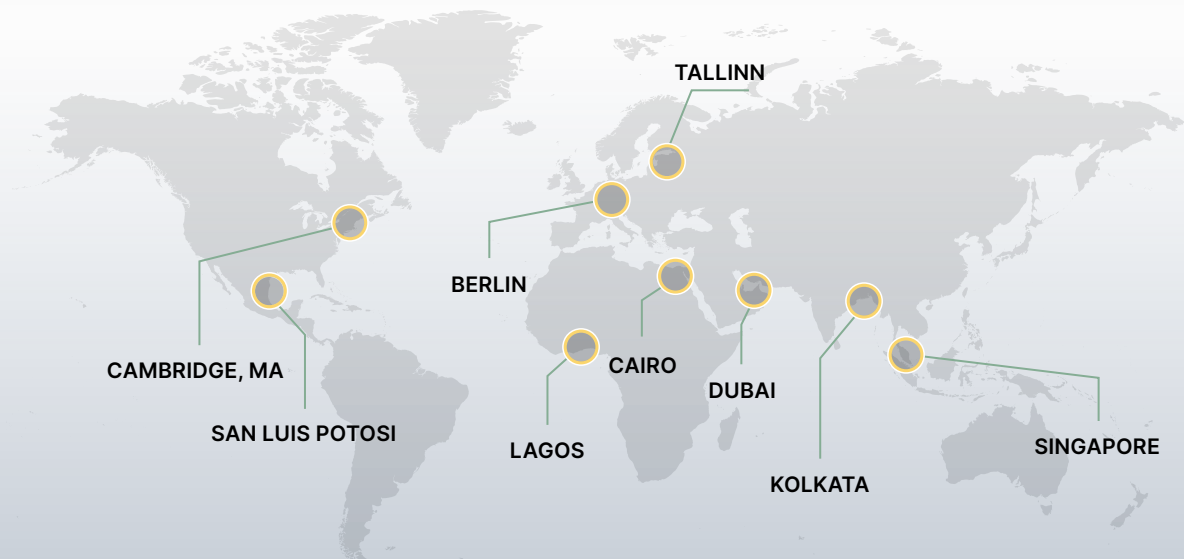 TALLINN
BERLIN
CAIRO
CAMBRIDGE, MA
DUBAI
SAN LUIS POTOSI
LAGOS
SINGAPORE
KOLKATA